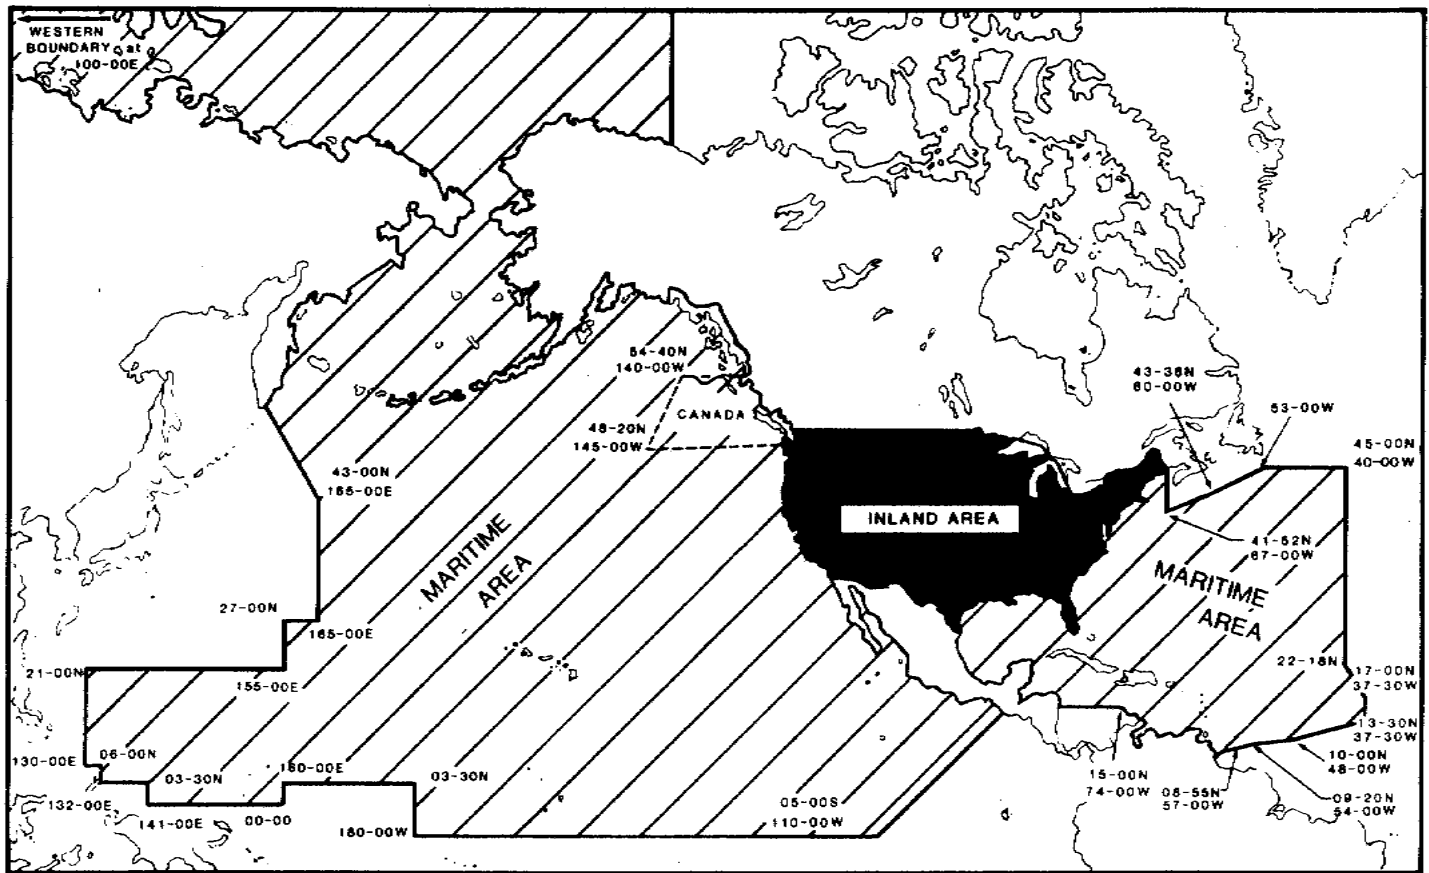 WESTERN
BOUNDARY at
100-00E
54-40N
140-00W
CANADA
48-20N
145-00W
43-38N
60-00W
53-00W
45-00N
40-00W
43-00N
165-00E
INLAND AREA
41-52N
67-00W
MARITIME
AREA
MARITIME
AREA
27-00N
165-00E
21-00N
155-00E
22-18N
17-00N
37-30W
13-30N
37-30W
130-00E
06-00N
03-30N
160-00E
03-30N
10-00N
48-00W
15-00N
74-00W
08-55N
57-00W
09-20N
54-00W
132-00E
141-00E
00-00
180-00W
05-00S
110-00W